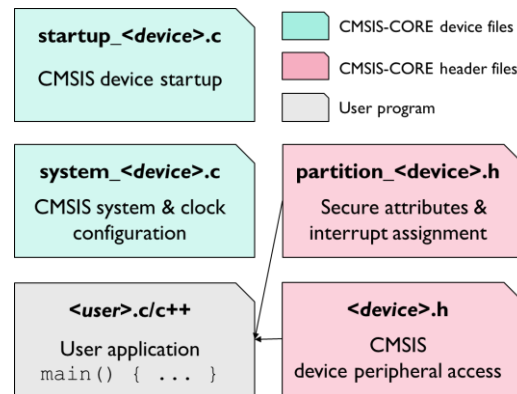 startup_<device>.c
CMSIS device startup
CMSIS-CORE device files
CMSIS-CORE header files
User program
system_<device>.c
CMSIS system & clock
configuration
partition_<device>.h
Secure attributes &
interrupt assignment
<user>.c/c++
User application
main() { ... }
<device>.h
CMSIS
device peripheral access